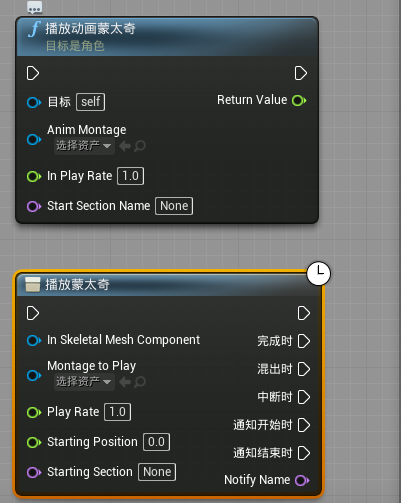 播放动画蒙太奇
目标是角色
目标 self
Return Value
Anim Montage
选择资产
In Play Rate 1.0
Start Section Name None
播放蒙太奇
In Skeletal Mesh Component
完成时
Montage to Play
选择资产
混出时
中断时
Play Rate 1.0
通知开始时
Starting Position 0.0
通知结束时
Starting Section None
Notify Name